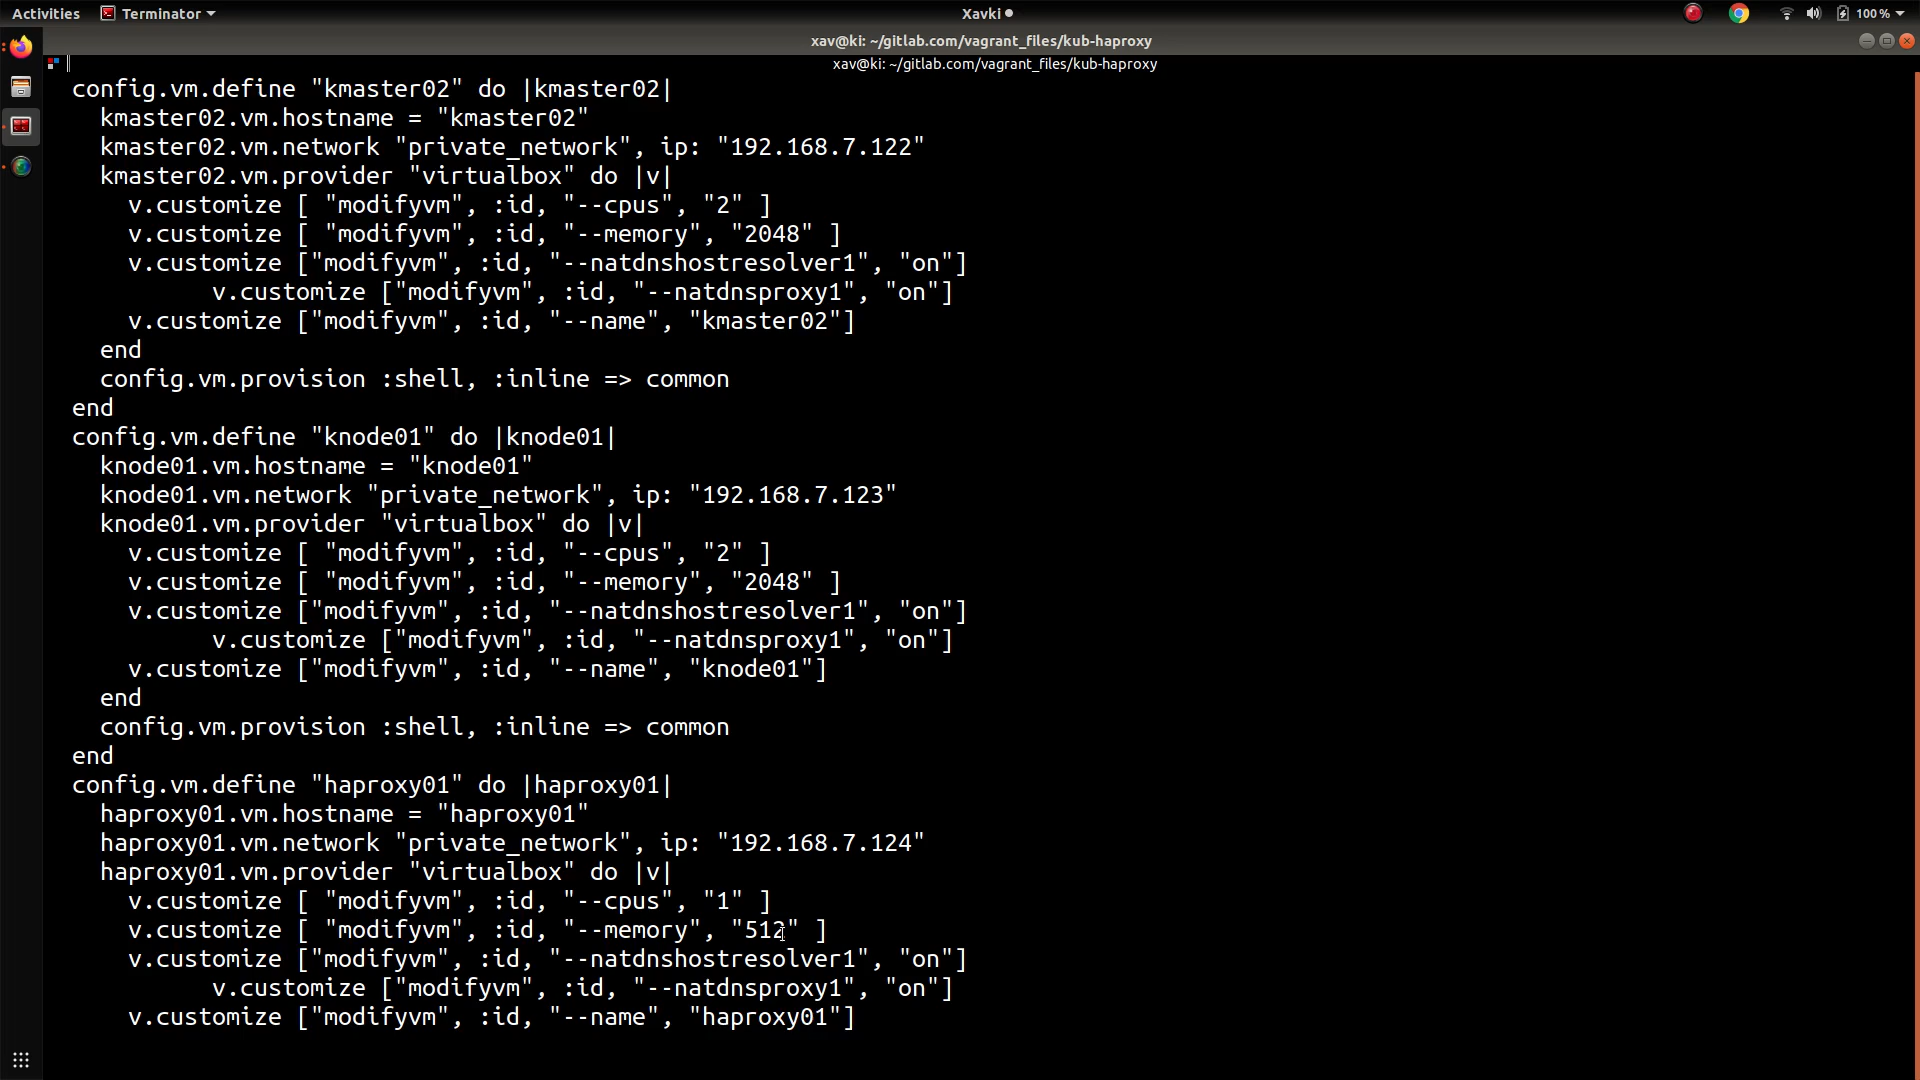 Activities Terminator Xavki 100 %
xav@ki: ~/gitlab.com/vagrant_files/kub-haproxy
xav@ki: ~/gitlab.com/vagrant_files/kub-haproxy
config.vm.define "kmaster02" do |kmaster02|
kmaster02.vm.hostname = "kmaster02"
kmaster02.vm.network "private_network", ip: "192.168.7.122"
kmaster02.vm.provider "virtualbox" do |v|
v.customize [ "modifyvm", :id, "--cpus", "2" ]
v.customize [ "modifyvm", :id, "--memory", "2048" ]
v.customize ["modifyvm", :id, "--natdnshostresolver1", "on"]
v.customize ["modifyvm", :id, "--natdnsproxy1", "on"]
v.customize ["modifyvm", :id, "--name", "kmaster02"]
end
config.vm.provision :shell, :inline => common
end
config.vm.define "knode01" do |knode01|
knode01.vm.hostname = "knode01"
knode01.vm.network "private_network", ip: "192.168.7.123"
knode01.vm.provider "virtualbox" do |v|
v.customize [ "modifyvm", :id, "--cpus", "2" ]
v.customize [ "modifyvm", :id, "--memory", "2048" ]
v.customize ["modifyvm", :id, "--natdnshostresolver1", "on"]
v.customize ["modifyvm", :id, "--natdnsproxy1", "on"]
v.customize ["modifyvm", :id, "--name", "knode01"]
end
config.vm.provision :shell, :inline => common
end
config.vm.define "haproxy01" do |haproxy01|
haproxy01.vm.hostname = "haproxy01"
haproxy01.vm.network "private_network", ip: "192.168.7.124"
haproxy01.vm.provider "virtualbox" do |v|
v.customize [ "modifyvm", :id, "--cpus", "1" ]
v.customize [ "modifyvm", :id, "--memory", "512" ]
v.customize ["modifyvm", :id, "--natdnshostresolver1", "on"]
v.customize ["modifyvm", :id, "--natdnsproxy1", "on"]
v.customize ["modifyvm", :id, "--name", "haproxy01"]